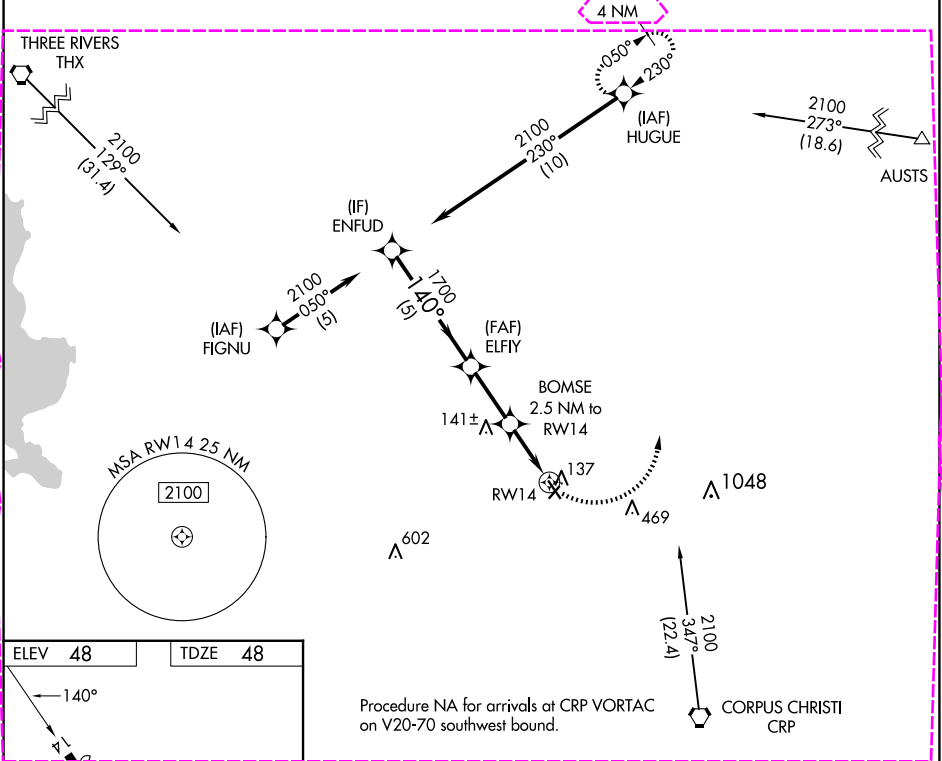 4 NM
THREE RIVERS
THX
050°
230°
(IAF)
HUGUE
2100
273°
(18.6)
AUSTS
2100
129°
(31.4)
2100
230°
(10)
(IF)
ENFUD
2100
050°
(5)
(IAF)
FIGNU
1700
140°
(5)
(FAF)
ELFIY
BOMSE
2.5 NM to
RW14
141±
137
RW14
1048
469
602
MSA RW14 25 NM
2100
2100
347°
(22.4)
ELEV 48
TDZE 48
140°
14
Procedure NA for arrivals at CRP VORTAC
on V20-70 southwest bound.
CORPUS CHRISTI
CRP